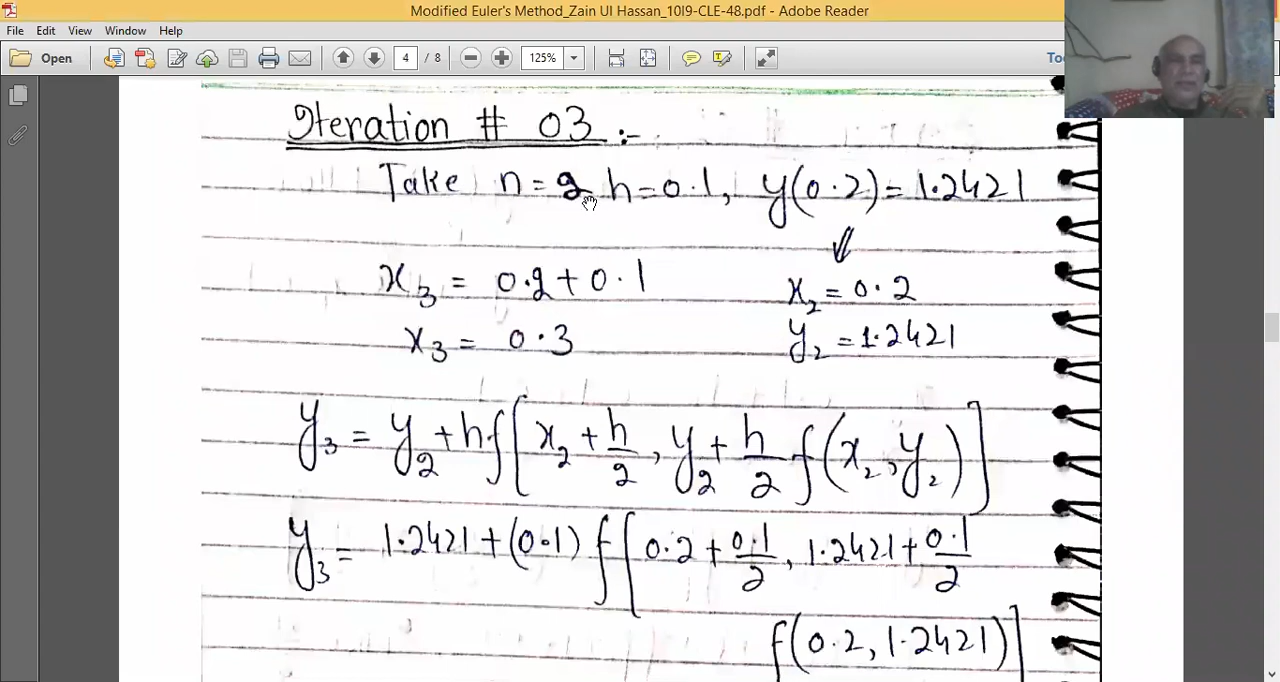 Modified Euler's Method_Zain Ul Hassan_10I9-CLE-48.pdf - Adobe Reader
File Edit View Window Help
Open 4 / 8 125% To
Iteration # 03 :-
Take n=2 h=0.1, y(0.2)=1.2421
⇓
x₃ = 0.2+0.1 x₂=0.2
x₃ = 0.3 y₂=1.2421
y₃ = y₂+hf[x₂+h/2, y₂+h/2 f(x₂,y₂)]
y₃ = 1.2421+(0.1) f[0.2+0.1/2, 1.2421+0.1/2
f(0.2,1.2421)]